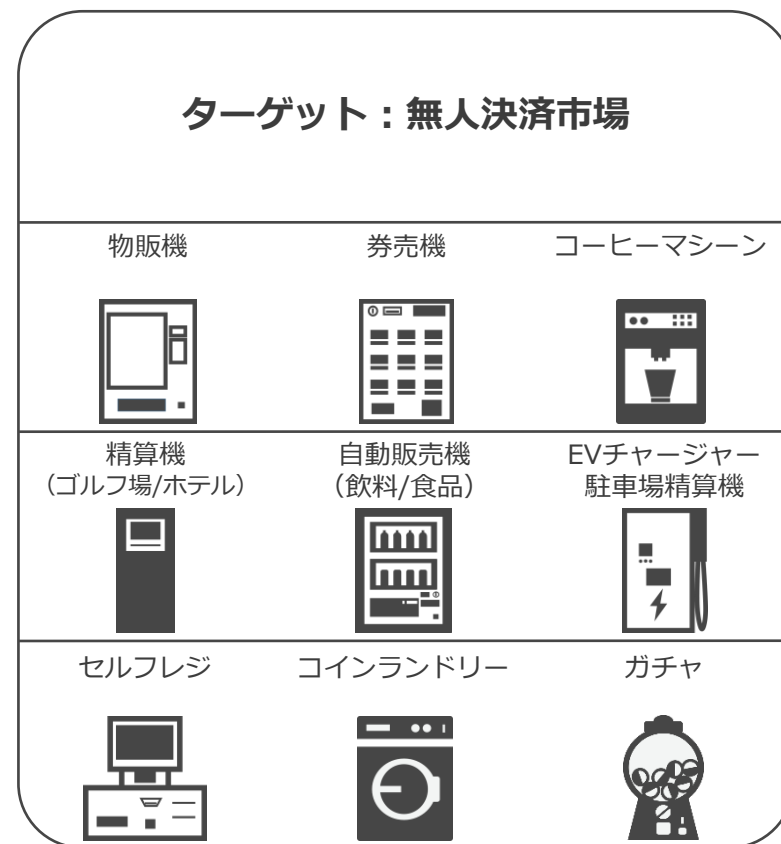 ターゲット：無人決済市場
物販機
券売機
コーヒーマシーン
精算機
（ゴルフ場/ホテル）
自動販売機
（飲料/食品）
EVチャージャー
駐車場精算機
セルフレジ
コインランドリー
ガチャ